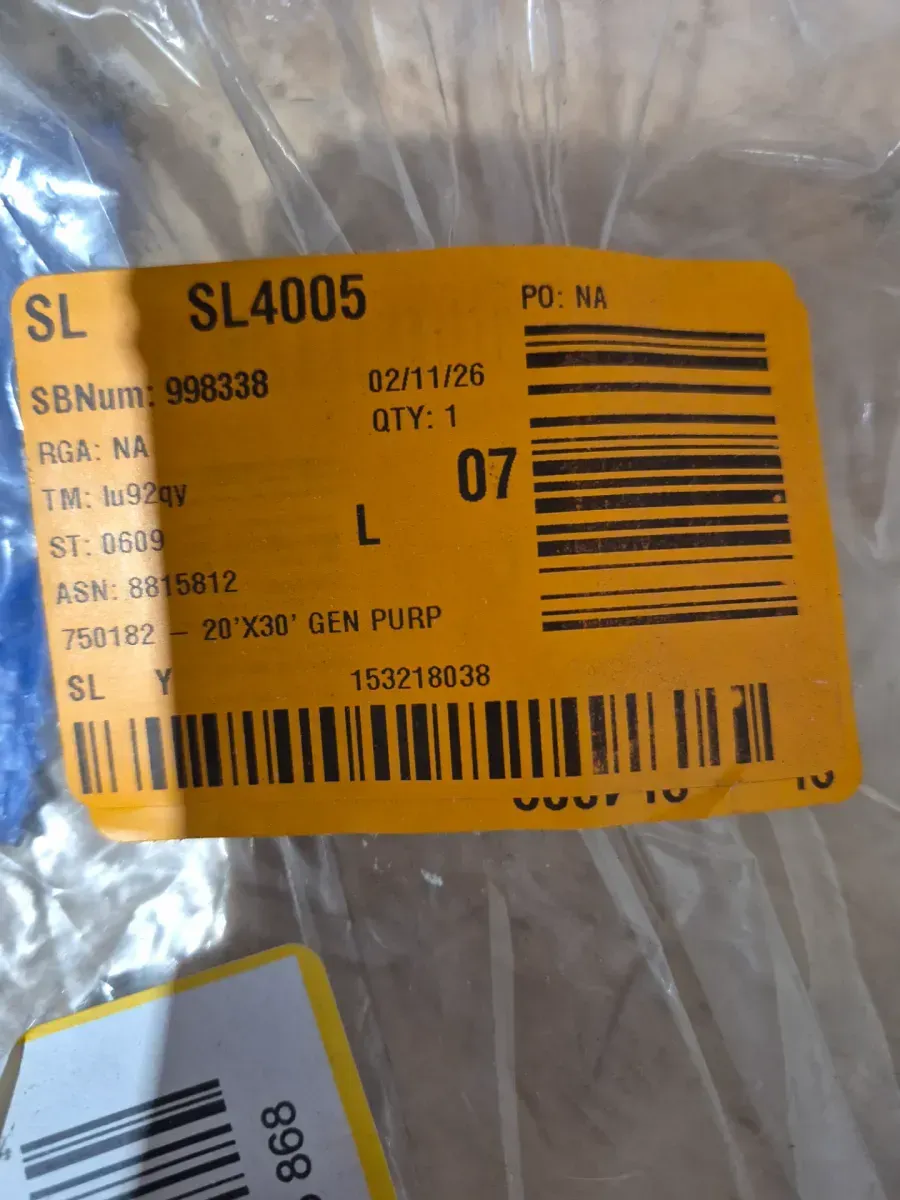 SL SL4005 PO: NA
SBNum: 998338 02/11/26
QTY: 1
RGA: NA
07
TM: lu92qy
L
ST: 0609
ASN: 8815812
750182 – 20'X30' GEN PURP
SL Y 153218038
868